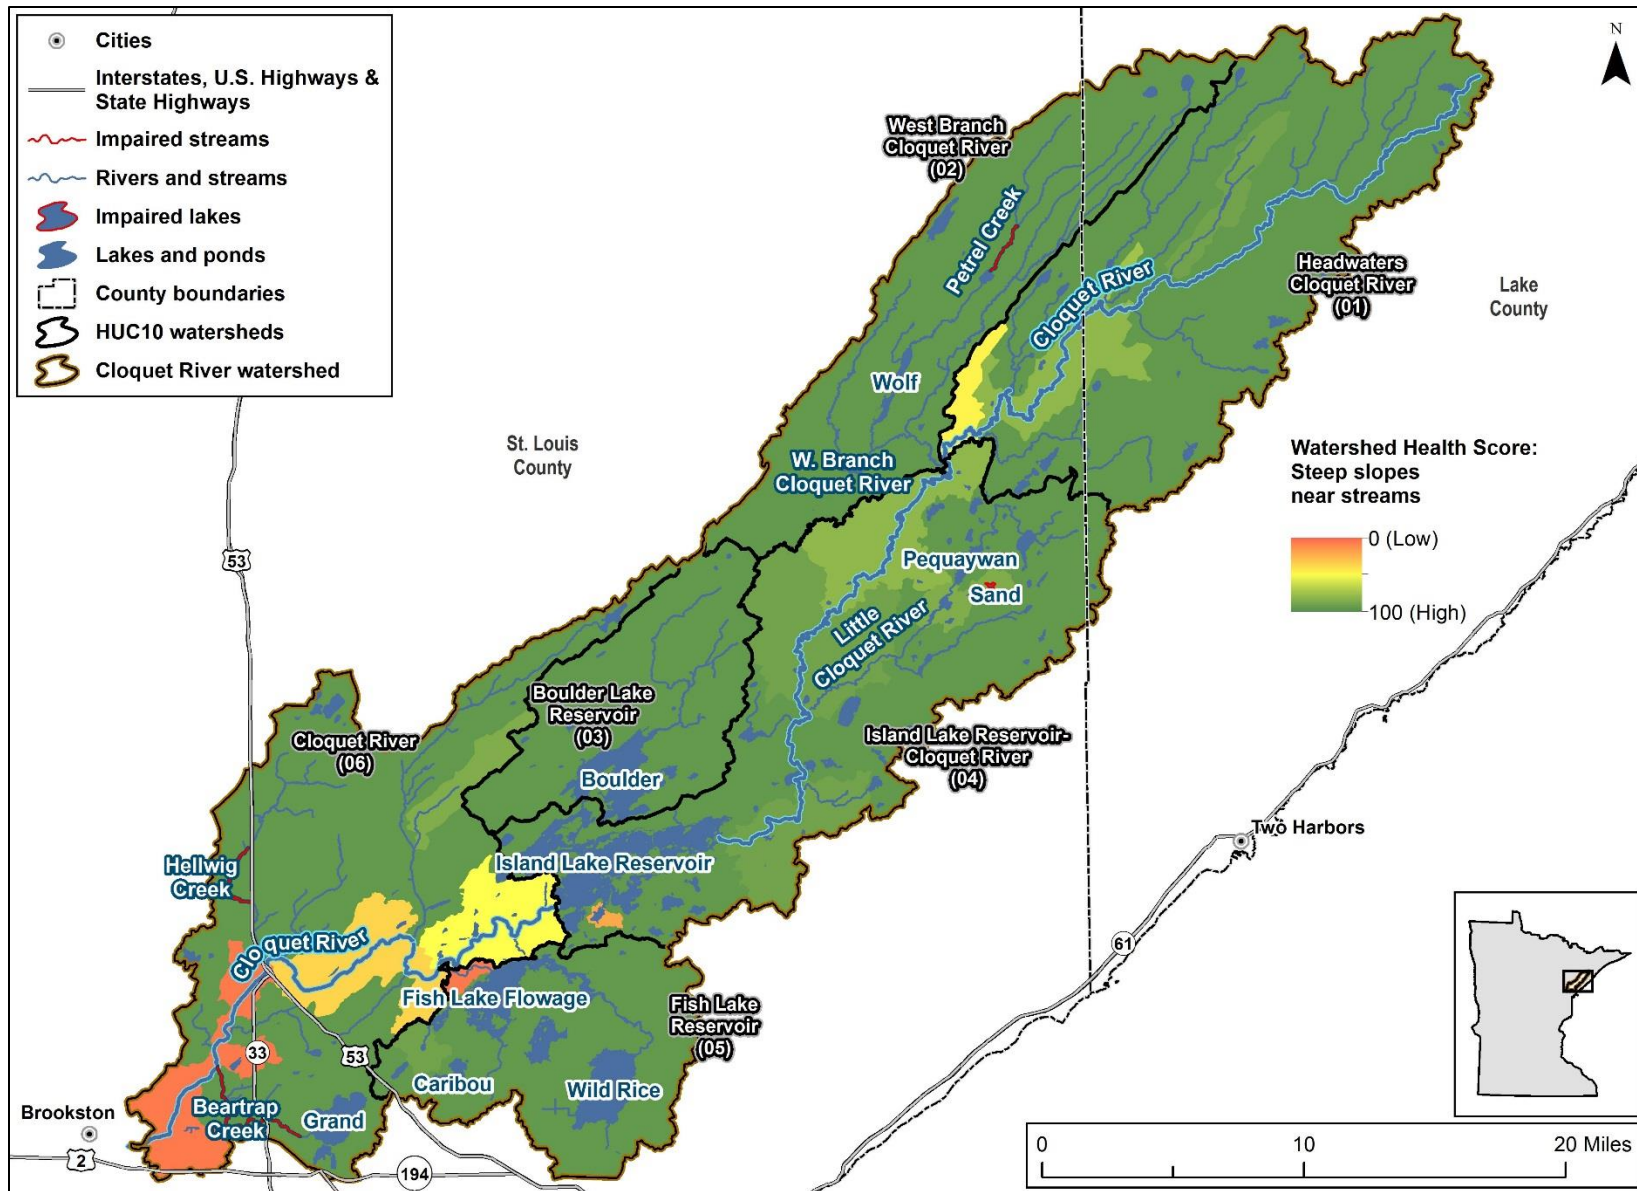 Cities
Interstates, U.S. Highways &
State Highways
Impaired streams
Rivers and streams
Impaired lakes
Lakes and ponds
County boundaries
HUC10 watersheds
Cloquet River watershed
N
West Branch
Cloquet River
(02)
Petrel Creek
Cloquet River
Headwaters
Cloquet River
(01)
Lake
County
Wolf
St. Louis
County
W. Branch
Cloquet River
Watershed Health Score:
Steep slopes
near streams
0 (Low)
100 (High)
53
Pequaywan
Sand
Little
Cloquet River
Boulder Lake
Reservoir
(03)
Cloquet River
(06)
Island Lake Reservoir-
Cloquet River
(04)
Boulder
Two Harbors
Island Lake Reservoir
Hellwig
Creek
Cloquet River
61
Fish Lake Flowage
Fish Lake
Reservoir
(05)
33
53
Caribou
Wild Rice
Brookston
Beartrap
Creek
Grand
2
194
0
10
20 Miles